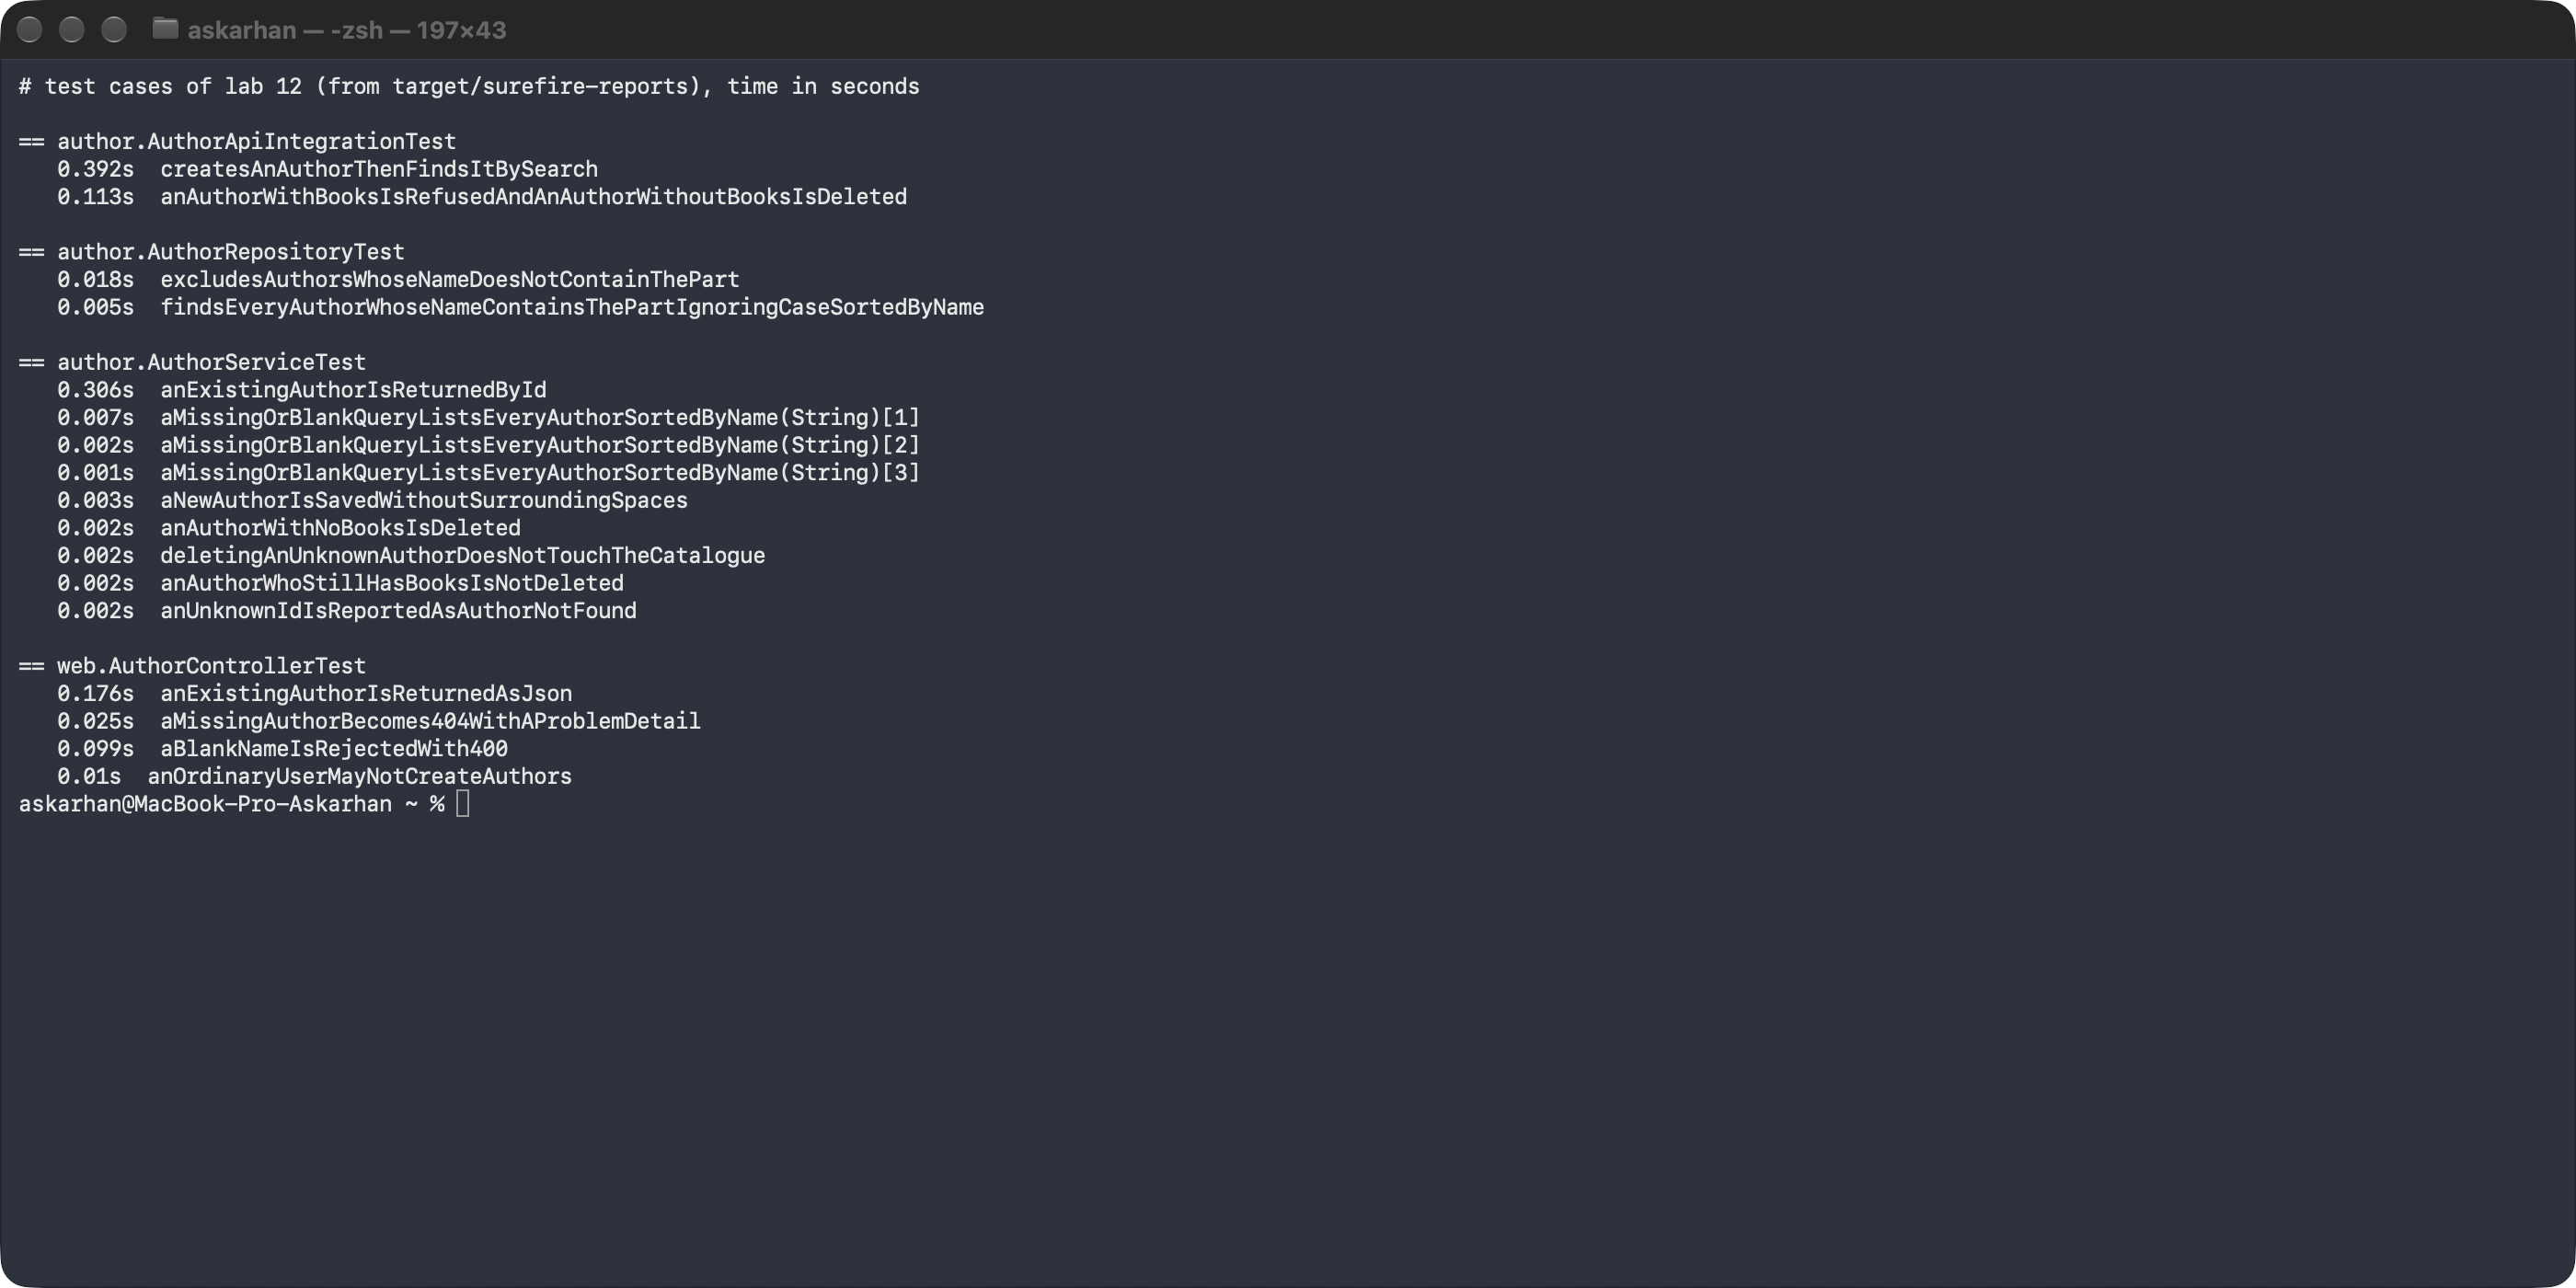 askarhan — -zsh — 197×43
# test cases of lab 12 (from target/surefire-reports), time in seconds
== author.AuthorApiIntegrationTest
0.392s createsAnAuthorThenFindsItBySearch
0.113s anAuthorWithBooksIsRefusedAndAnAuthorWithoutBooksIsDeleted
== author.AuthorRepositoryTest
0.018s excludesAuthorsWhoseNameDoesNotContainThePart
0.005s findsEveryAuthorWhoseNameContainsThePartIgnoringCaseSortedByName
== author.AuthorServiceTest
0.306s anExistingAuthorIsReturnedById
0.007s aMissingOrBlankQueryListsEveryAuthorSortedByName(String)[1]
0.002s aMissingOrBlankQueryListsEveryAuthorSortedByName(String)[2]
0.001s aMissingOrBlankQueryListsEveryAuthorSortedByName(String)[3]
0.003s aNewAuthorIsSavedWithoutSurroundingSpaces
0.002s anAuthorWithNoBooksIsDeleted
0.002s deletingAnUnknownAuthorDoesNotTouchTheCatalogue
0.002s anAuthorWhoStillHasBooksIsNotDeleted
0.002s anUnknownIdIsReportedAsAuthorNotFound
== web.AuthorControllerTest
0.176s anExistingAuthorIsReturnedAsJson
0.025s aMissingAuthorBecomes404WithAProblemDetail
0.099s aBlankNameIsRejectedWith400
0.01s anOrdinaryUserMayNotCreateAuthors
askarhan@MacBook-Pro-Askarhan ~ %